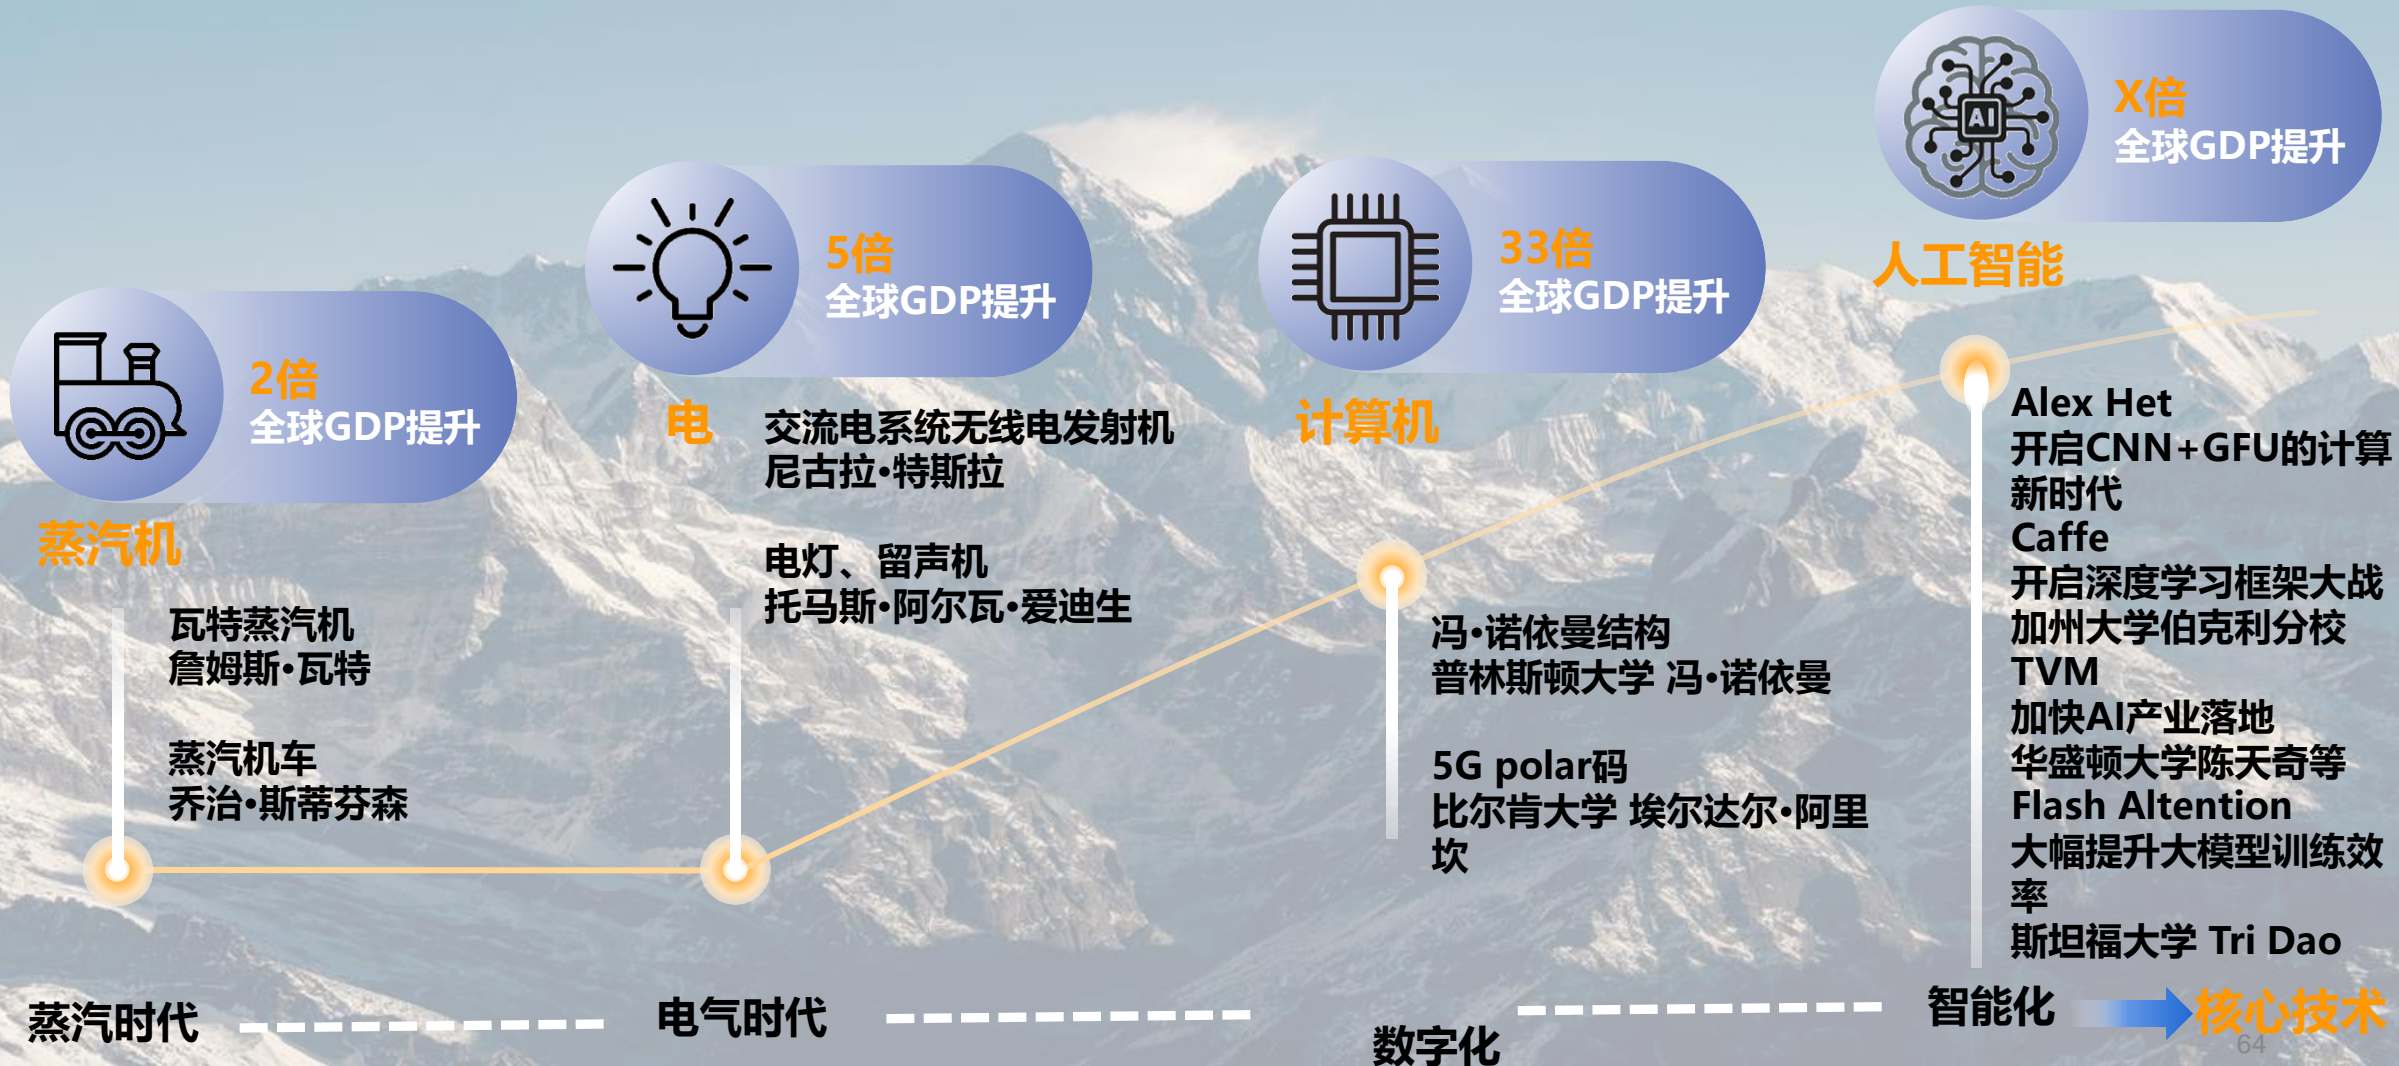 2倍
全球GDP提升
蒸汽机
瓦特蒸汽机
詹姆斯•瓦特
蒸汽机车
乔治•斯蒂芬森
蒸汽时代
5倍
全球GDP提升
电
交流电系统无线电发射机
尼古拉•特斯拉
电灯、留声机
托马斯•阿尔瓦•爱迪生
电气时代
33倍
全球GDP提升
计算机
冯•诺依曼结构
普林斯顿大学 冯•诺依曼
5G polar码
比尔肯大学 埃尔达尔•阿里
坎
数字化
AI
X倍
全球GDP提升
人工智能
Alex Het
开启CNN+GFU的计算
新时代
Caffe
开启深度学习框架大战
加州大学伯克利分校
TVM
加快AI产业落地
华盛顿大学陈天奇等
Flash Altention
大幅提升大模型训练效
率
斯坦福大学 Tri Dao
智能化
核心技术
64